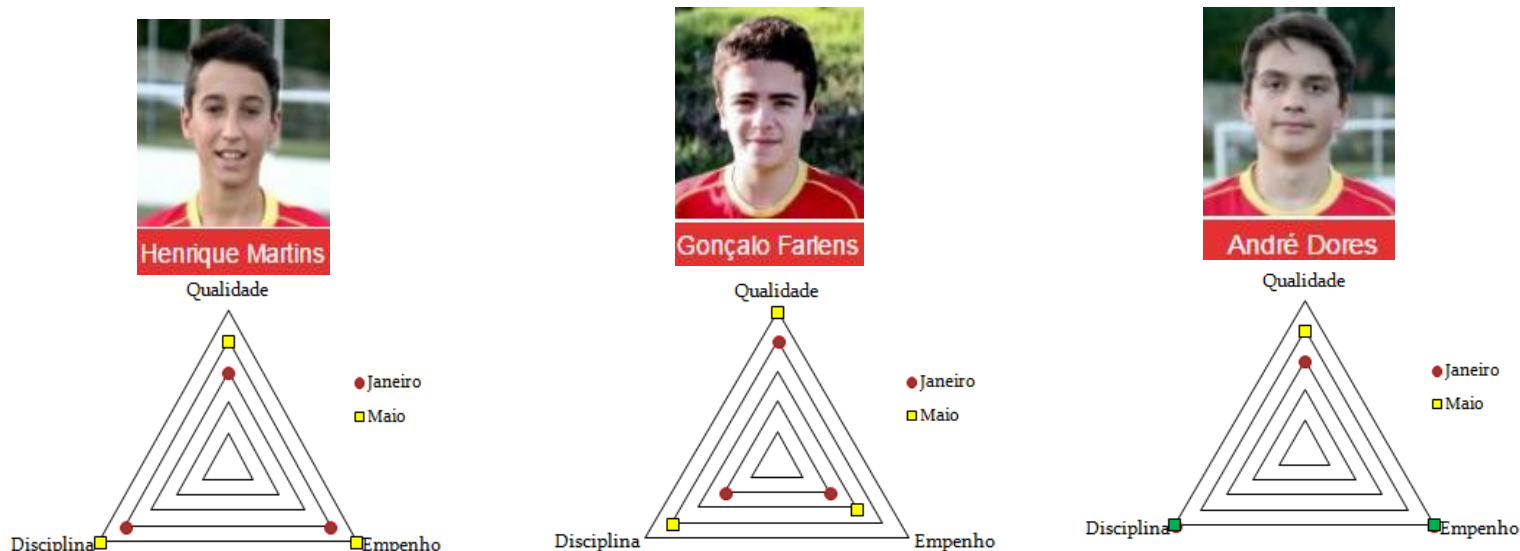 Henrique Martins
Qualidade
Janeiro
Maio
Disciplina
Empenho
Gonçalo Farlens
Qualidade
Janeiro
Maio
Disciplina
Empenho
André Dores
Qualidade
Janeiro
Maio
Disciplina
Empenho